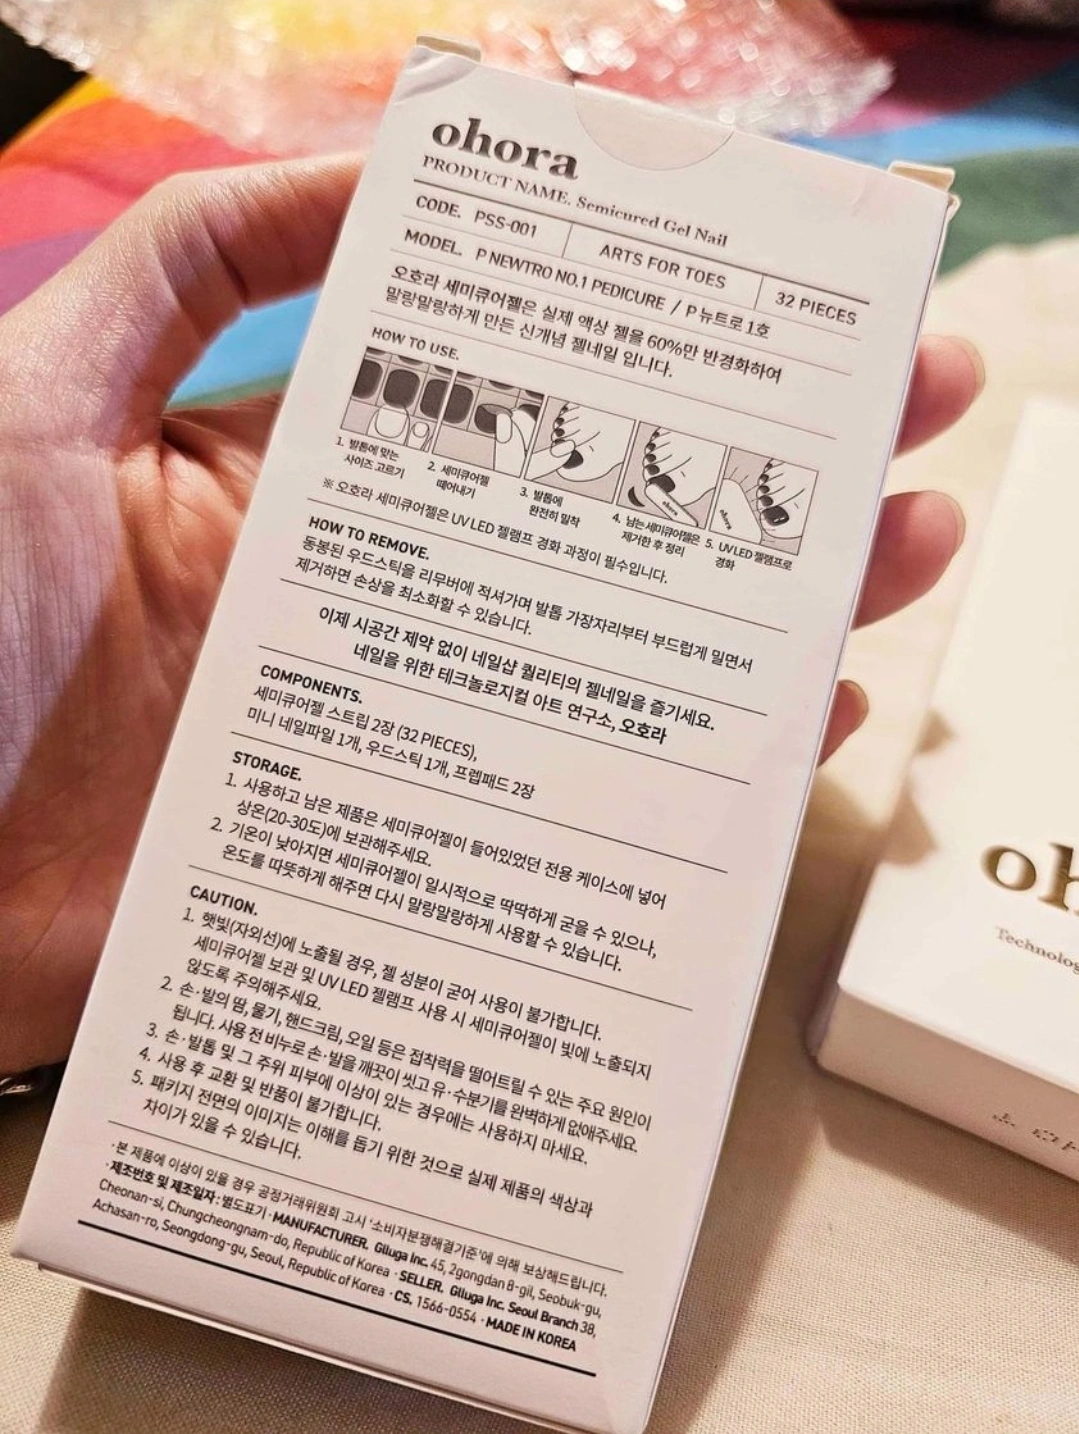 ohora
PRODUCT NAME. Semicured Gel Nail
CODE. PSS-001 ARTS FOR TOES 32 PIECES
MODEL. P NEWTRO NO.1 PEDICURE / P 뉴트로 1호
오호라 세미큐어젤은 실제 액상 젤을 60%만 반경화하여
말랑말랑하게 만든 신개념 젤네일 입니다.
HOW TO USE.
1. 발톱에 맞는
사이즈 고르기
2. 세미큐어젤
떼어내기
3. 발톱에
완전히 밀착
4. 남는 세미큐어젤은
제거한 후 정리
5. UV LED 젤램프로
경화
ohora
ohora
※ 오호라 세미큐어젤은 UV LED 젤램프 경화 과정이 필수입니다.
HOW TO REMOVE.
동봉된 우드스틱을 리무버에 적셔가며 발톱 가장자리부터 부드럽게 밀면서
제거하면 손상을 최소화할 수 있습니다.
이제 시공간 제약 없이 네일샵 퀄리티의 젤네일을 즐기세요.
네일을 위한 테크놀로지컬 아트 연구소, 오호라
COMPONENTS.
세미큐어젤 스트립 2장 (32 PIECES),
미니 네일파일 1개, 우드스틱 1개, 프렙패드 2장
STORAGE.
1. 사용하고 남은 제품은 세미큐어젤이 들어있었던 전용 케이스에 넣어
상온(20-30도)에 보관해주세요.
2. 기온이 낮아지면 세미큐어젤이 일시적으로 딱딱하게 굳을 수 있으나,
온도를 따뜻하게 해주면 다시 말랑말랑하게 사용할 수 있습니다.
CAUTION.
1. 햇빛(자외선)에 노출될 경우, 젤 성분이 굳어 사용이 불가합니다.
세미큐어젤 보관 및 UV LED 젤램프 사용 시 세미큐어젤이 빛에 노출되지
않도록 주의해주세요.
2. 손·발의 땀, 물기, 핸드크림, 오일 등은 접착력을 떨어트릴 수 있는 주요 원인이
됩니다. 사용 전 비누로 손·발을 깨끗이 씻고 유·수분기를 완벽하게 없애주세요.
3. 손·발톱 및 그 주위 피부에 이상이 있는 경우에는 사용하지 마세요.
4. 사용 후 교환 및 반품이 불가합니다.
5. 패키지 전면의 이미지는 이해를 돕기 위한 것으로 실제 제품의 색상과
차이가 있을 수 있습니다.
·본 제품에 이상이 있을 경우 공정거래위원회 고시 '소비자분쟁해결기준'에 의해 보상해드립니다.
·제조번호 및 제조일자 : 별도표기 · MANUFACTURER. Glluga Inc. 45, 2gongdan 8-gil, Seobuk-gu,
Cheonan-si, Chungcheongnam-do, Republic of Korea · SELLER. Glluga Inc. Seoul Branch 38,
Achasan-ro, Seongdong-gu, Seoul, Republic of Korea · CS. 1566-0554 · MADE IN KOREA
oh
Technolog